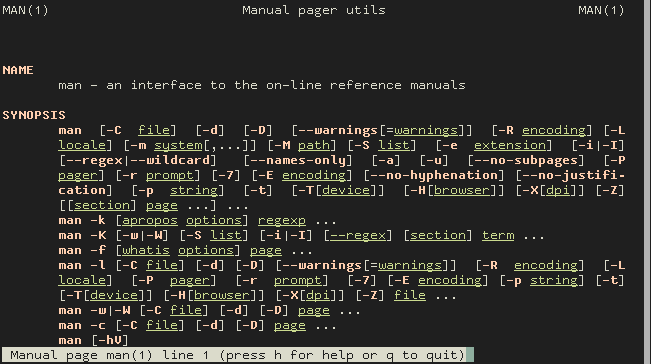 MAN(1) Manual pager utils MAN(1)
NAME
man - an interface to the on-line reference manuals
SYNOPSIS
man [-C file] [-d] [-D] [--warnings[=warnings]] [-R encoding] [-L
locale] [-m system[,...]] [-M path] [-S list] [-e extension] [-i|-I]
[--regex|--wildcard] [--names-only] [-a] [-u] [--no-subpages] [-P
pager] [-r prompt] [-7] [-E encoding] [--no-hyphenation] [--no-justifi-
cation] [-p string] [-t] [-T[device]] [-H[browser]] [-X[dpi]] [-Z]
[[section] page ...] ...
man -k [apropos options] regexp ...
man -K [-w|-W] [-S list] [-i|-I] [--regex] [section] term ...
man -f [whatis options] page ...
man -l [-C file] [-d] [-D] [--warnings[=warnings]] [-R encoding] [-L
locale] [-P pager] [-r prompt] [-7] [-E encoding] [-p string] [-t]
[-T[device]] [-H[browser]] [-X[dpi]] [-Z] file ...
man -w|-W [-C file] [-d] [-D] page ...
man -c [-C file] [-d] [-D] page ...
man [-hV]
Manual page man(1) line 1 (press h for help or q to quit)